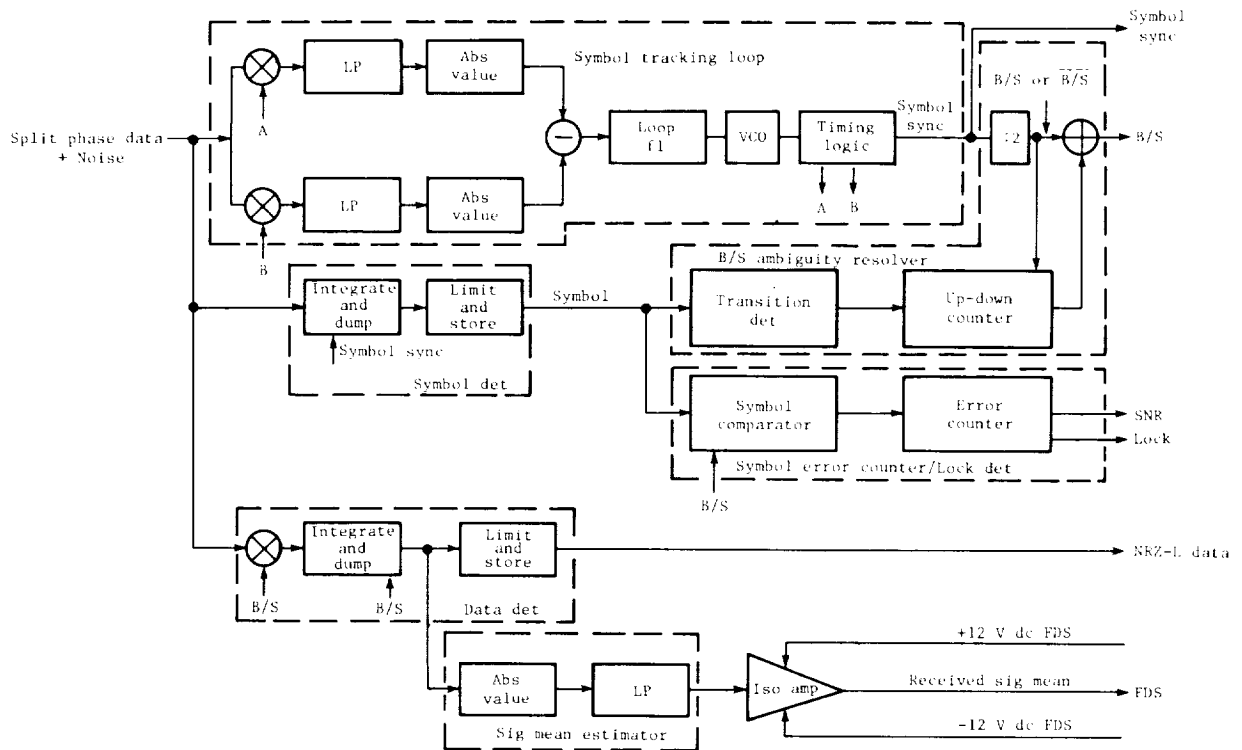 Symbol
sync
LP
Abs
value
Symbol tracking loop
B/S or B/S
A
Split phase data
+ Noise
Loop
fl
VCO
Timing
logic
Symbol
sync
:2
B/S
LP
Abs
value
A B
B
B/S ambiguity resolver
Integrate
and
dump
Limit
and
store
Symbol
Transition
det
Up-down
counter
Symbol sync
Symbol det
Symbol
comparator
Error
counter
SNR
Lock
Symbol error counter/Lock det
B/S
Integrate
and
dump
Limit
and
store
NRZ-L data
B/S
B/S
Data det
+12 V dc FDS
Abs
value
LP
Iso amp
Received sig mean
FDS
Sig mean estimator
-12 V dc FDS